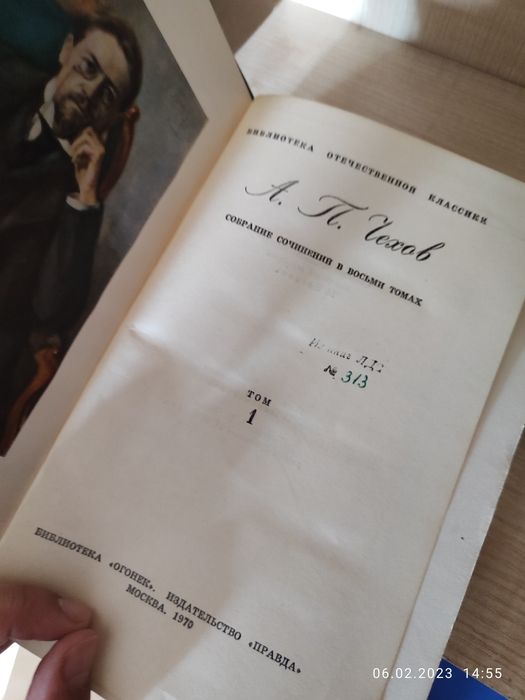 БИБЛИОТЕКА ОТЕЧЕСТВЕННОЙ КЛАССИКИ
А. П. Чехов
СОБРАНИЕ СОЧИНЕНИЙ В ВОСЬМИ ТОМАХ
№ 313
ТОМ
1
БИБЛИОТЕКА «ОГОНЕК». ИЗДАТЕЛЬСТВО «ПРАВДА»
МОСКВА. 1970
06.02.2023 14:55